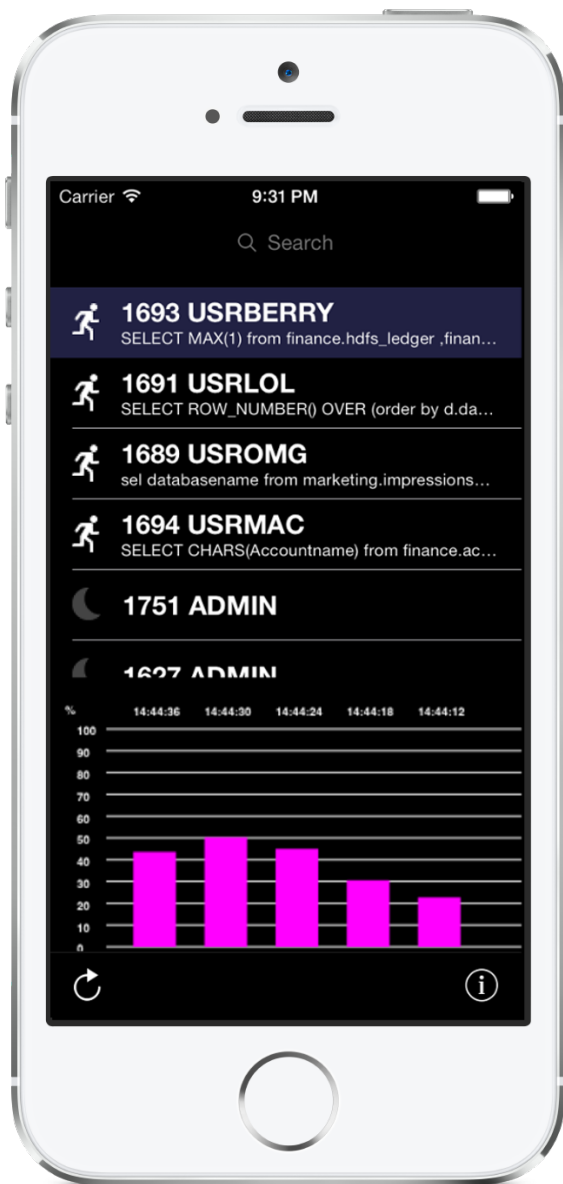 Carrier 9:31 PM
Search
1693 USRBERRY
SELECT MAX(1) from finance.hdfs_ledger ,finan...
1691 USRLOL
SELECT ROW_NUMBER() OVER (order by d.da...
1689 USROMG
sel databasename from marketing.impressions...
1694 USRMAC
SELECT CHARS(Accountname) from finance.ac...
1751 ADMIN
1627 ADMIN
% 14:44:36 14:44:30 14:44:24 14:44:18 14:44:12
100
90
80
70
60
50
40
30
20
10
0
i